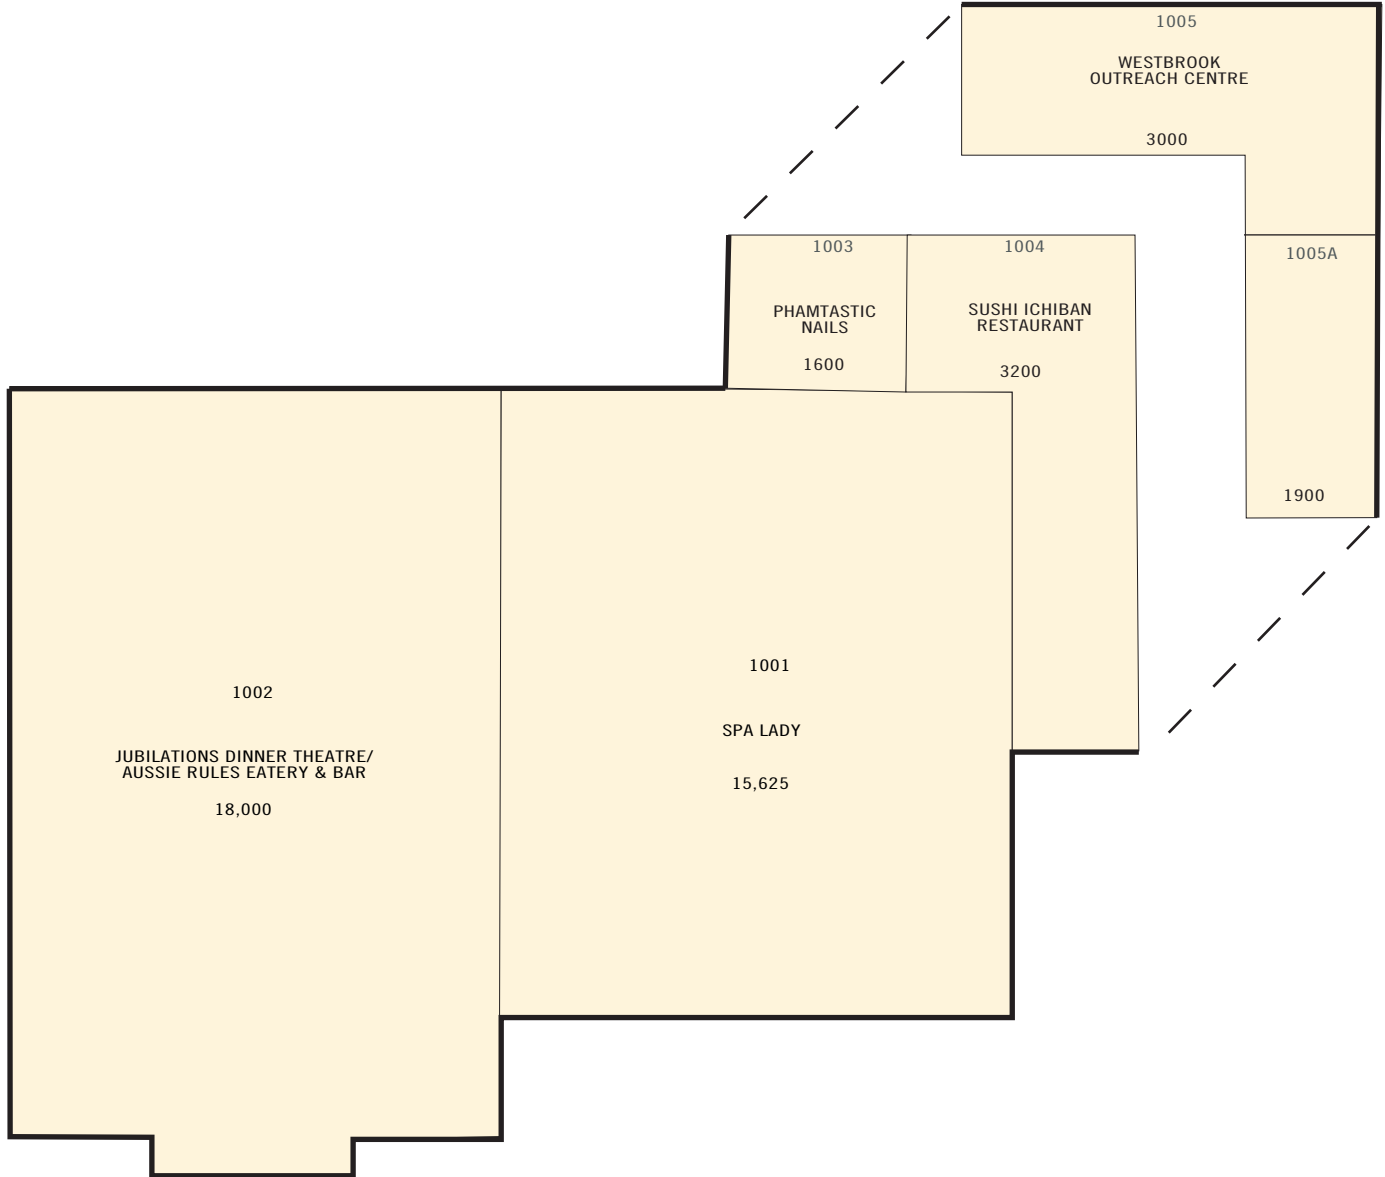 1005
WESTBROOK
OUTREACH CENTRE
3000
1003
PHAMTASTIC
NAILS
1600
1004
SUSHI ICHIBAN
RESTAURANT
3200
1005A
1900
1002
JUBILATIONS DINNER THEATRE/
AUSSIE RULES EATERY & BAR
18,000
1001
SPA LADY
15,625